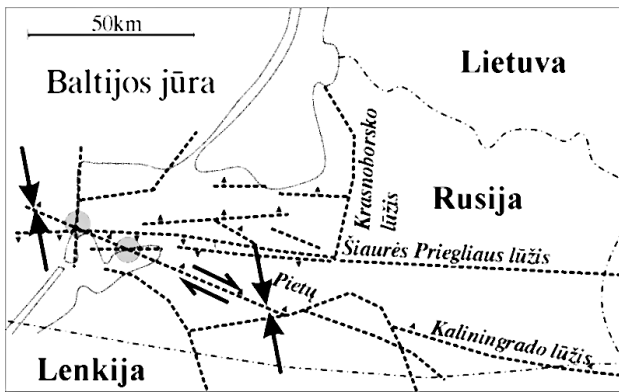 50km
Baltijos jūra
Lietuva
Krasnoborsko
lūžis
Rusija
Šiaurės Priegliaus lūžis
Pietų
Kaliningrado lūžis
Lenkija